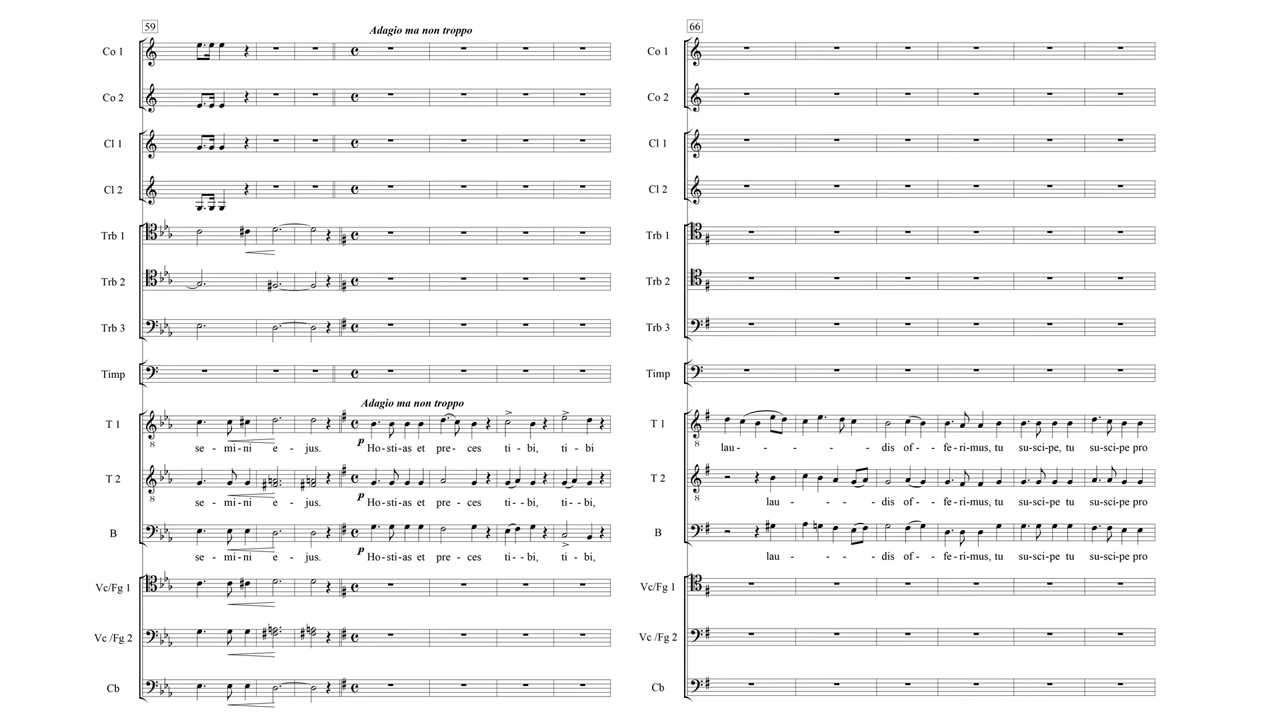 59
Adagio ma non troppo
Co 1
Co 2
Cl 1
Cl 2
Trb 1
Trb 2
Trb 3
Timp
Adagio ma non troppo
T 1
8
p
se - mi - ni e - jus. Ho - sti - as et pre - ces ti - bi, ti - bi
T 2
8
p
se - mi - ni e - jus. Ho - sti - as et pre - ces ti - - bi, ti - bi,
B
p
se - mi - ni e - jus. Ho - sti - as et pre - ces ti - - bi, ti - bi,
Vc/Fg 1
Vc /Fg 2
Cb
66
Co 1
Co 2
Cl 1
Cl 2
Trb 1
Trb 2
Trb 3
Timp
T 1
8
lau - - - - dis of - - fe - ri - mus, tu su - sci - pe, tu su - sci - pe pro
T 2
8
lau - - - - dis of - - fe - ri - mus, tu su - sci - pe tu su - sci - pe pro
B
lau - - - - dis of - - fe - ri - mus, tu su - sci - pe tu su - sci - pe pro
Vc/Fg 1
Vc /Fg 2
Cb